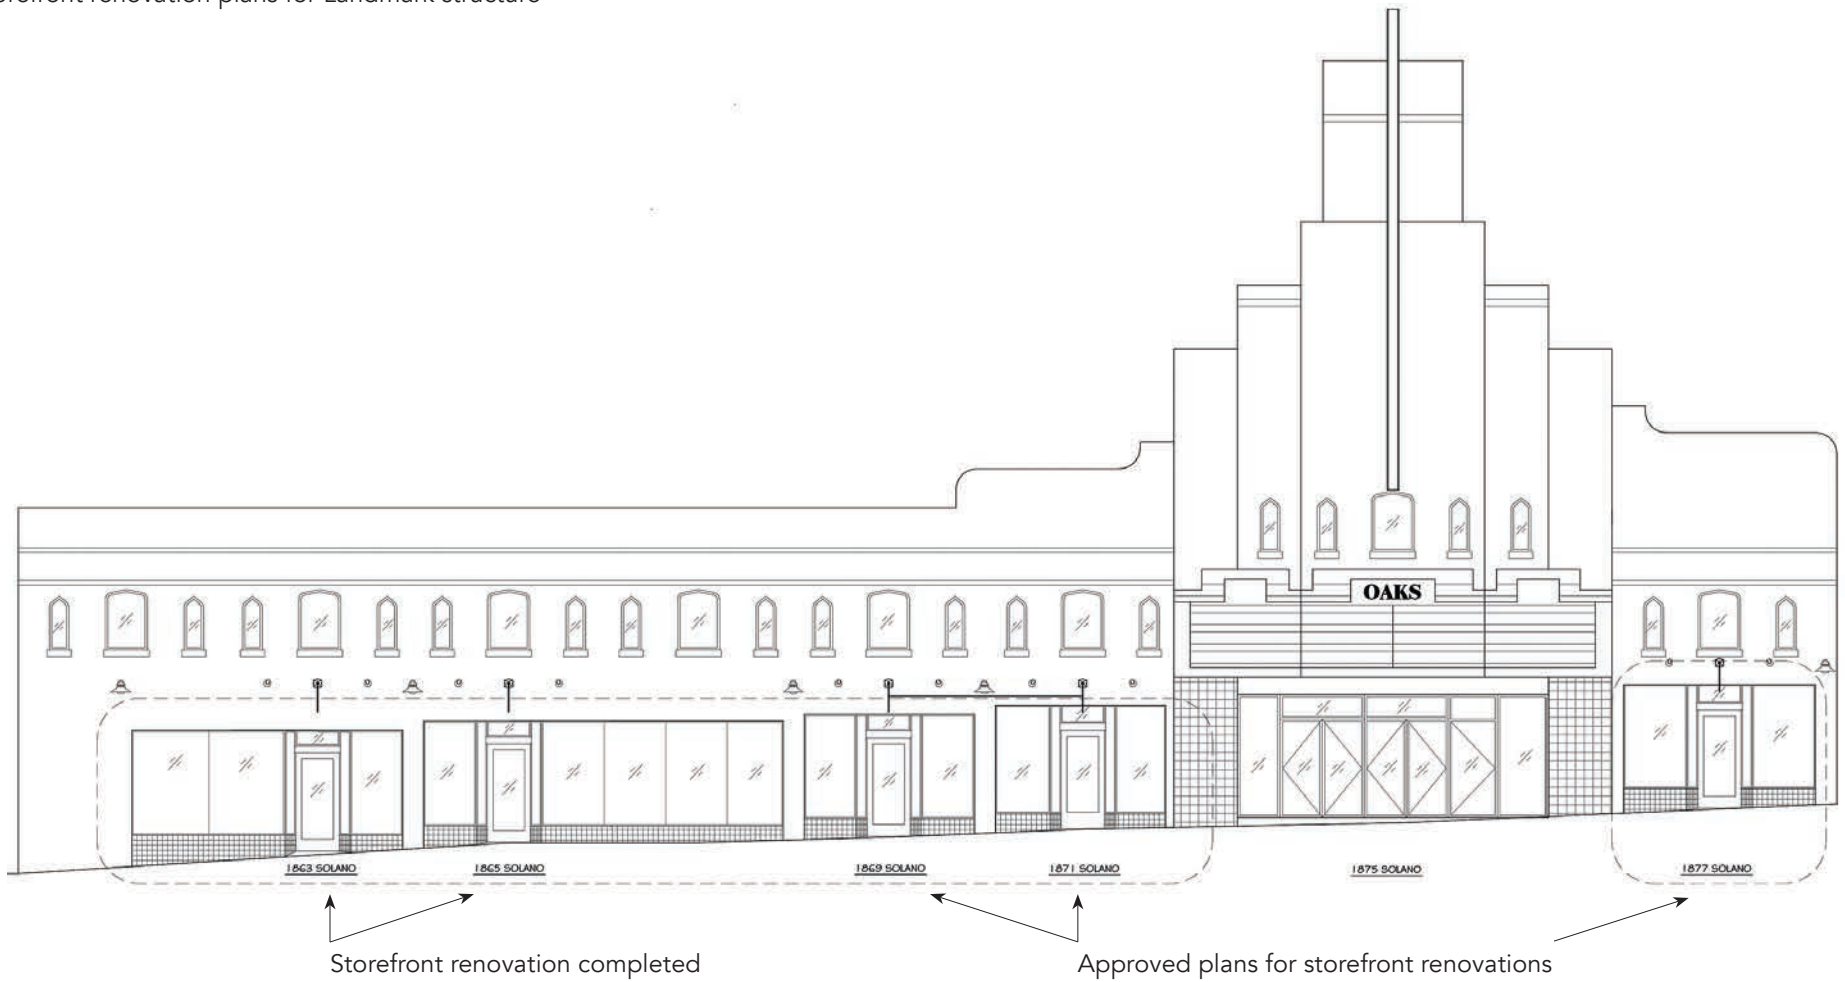 renovation plans for Landmark structure
OAKS
1863 SOLANO
1865 SOLANO
1869 SOLANO
1871 SOLANO
1875 SOLANO
1877 SOLANO
Storefront renovation completed
Approved plans for storefront renovations